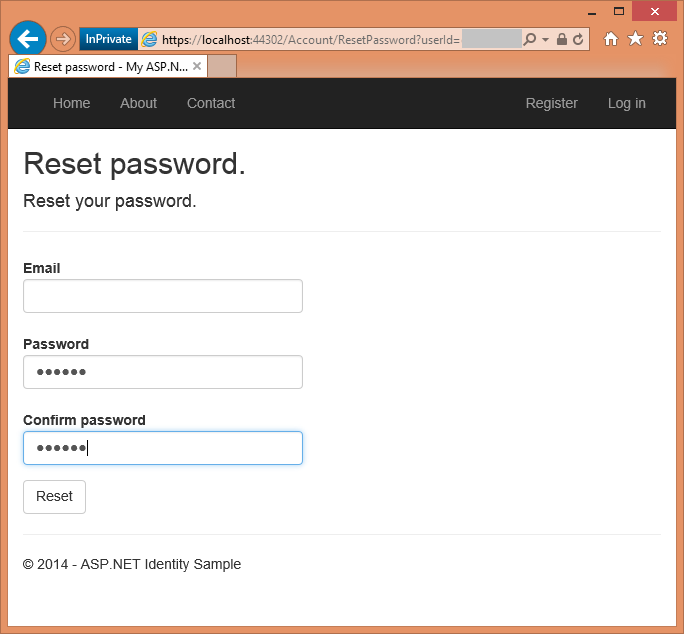 InPrivate https://localhost:44302/Account/ResetPassword?userId=
Reset password - My ASP.N...
Home About Contact Register Log in
Reset password.
Reset your password.
Email
Password
••••••
Confirm password
••••••
Reset
© 2014 - ASP.NET Identity Sample